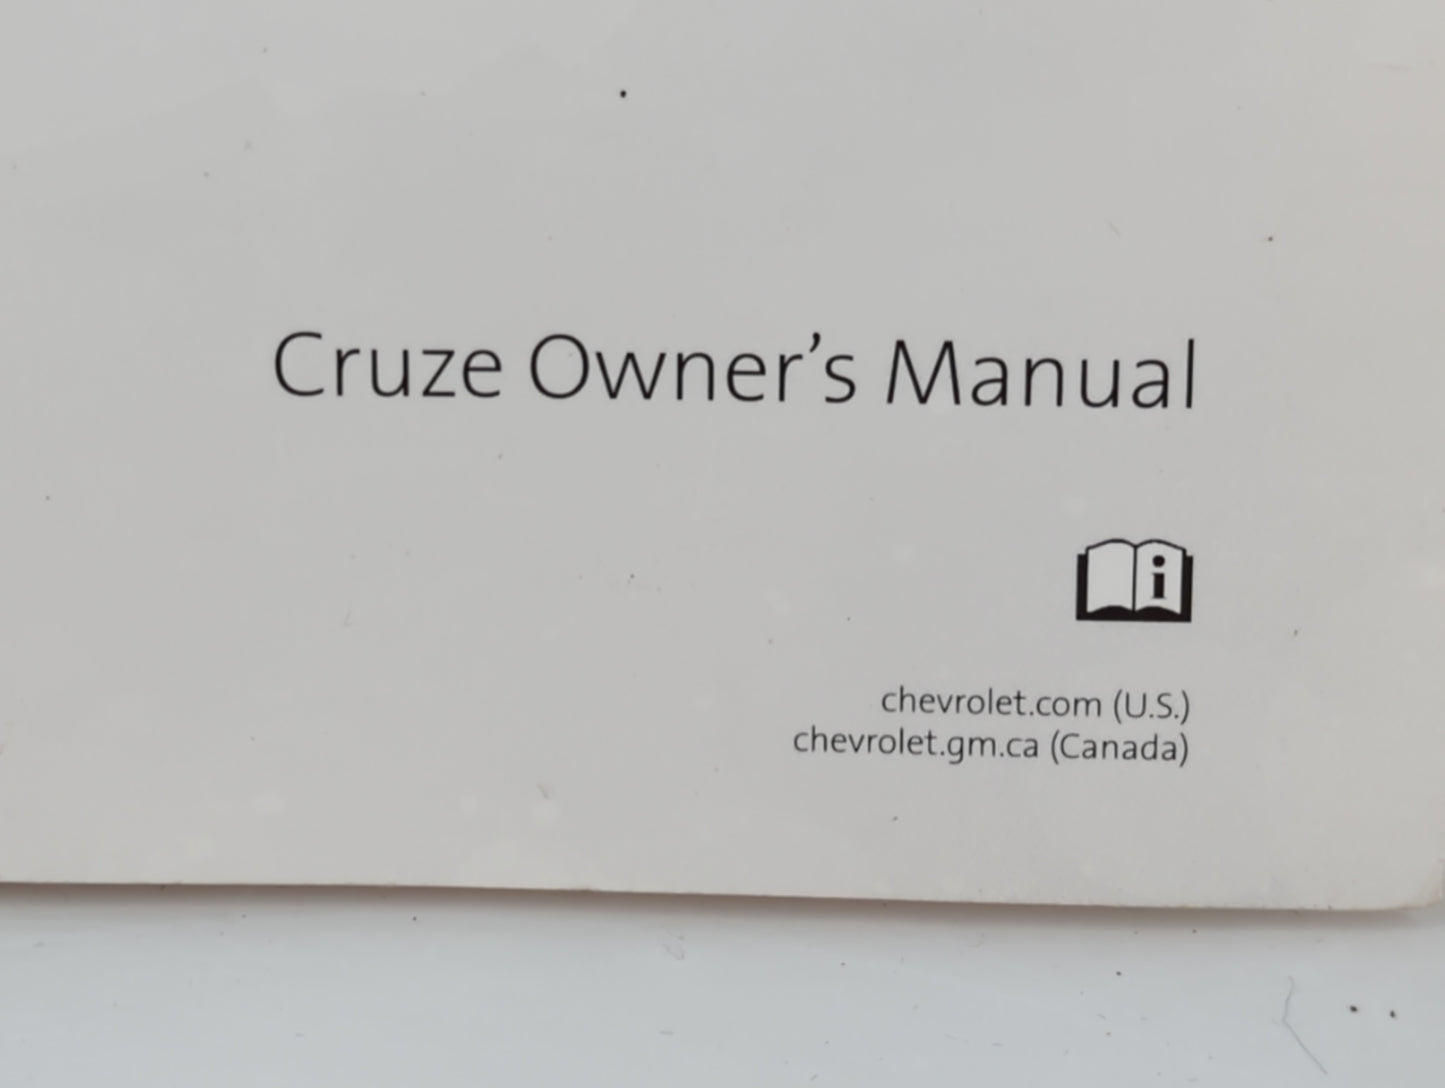 Cruze Owner’s Manual
i
chevrolet.com (U.S.)
chevrolet.gm.ca (Canada)